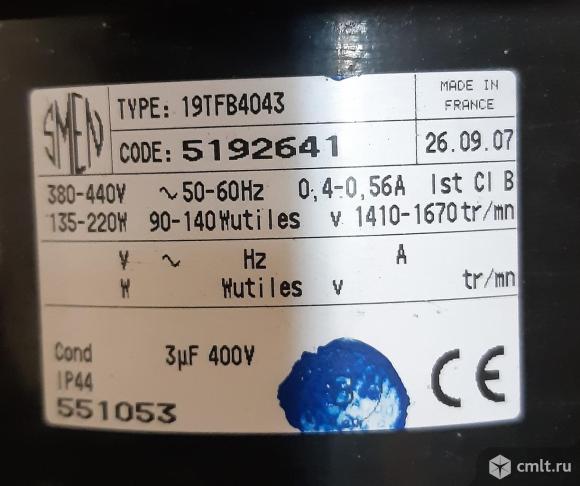 SMEN
TYPE: 19TFB4043
MADE IN
FRANCE
CODE: 5192641
26.09.07
380-440V ~ 50-60Hz 0,4-0,56A Ist Cl B
135-220W 90-140Wutiles v 1410-1670tr/mn
V ~ Hz A
W Wutiles v tr/mn
Cond 3µF 400V
IP44
551053
CE
cmlt.ru